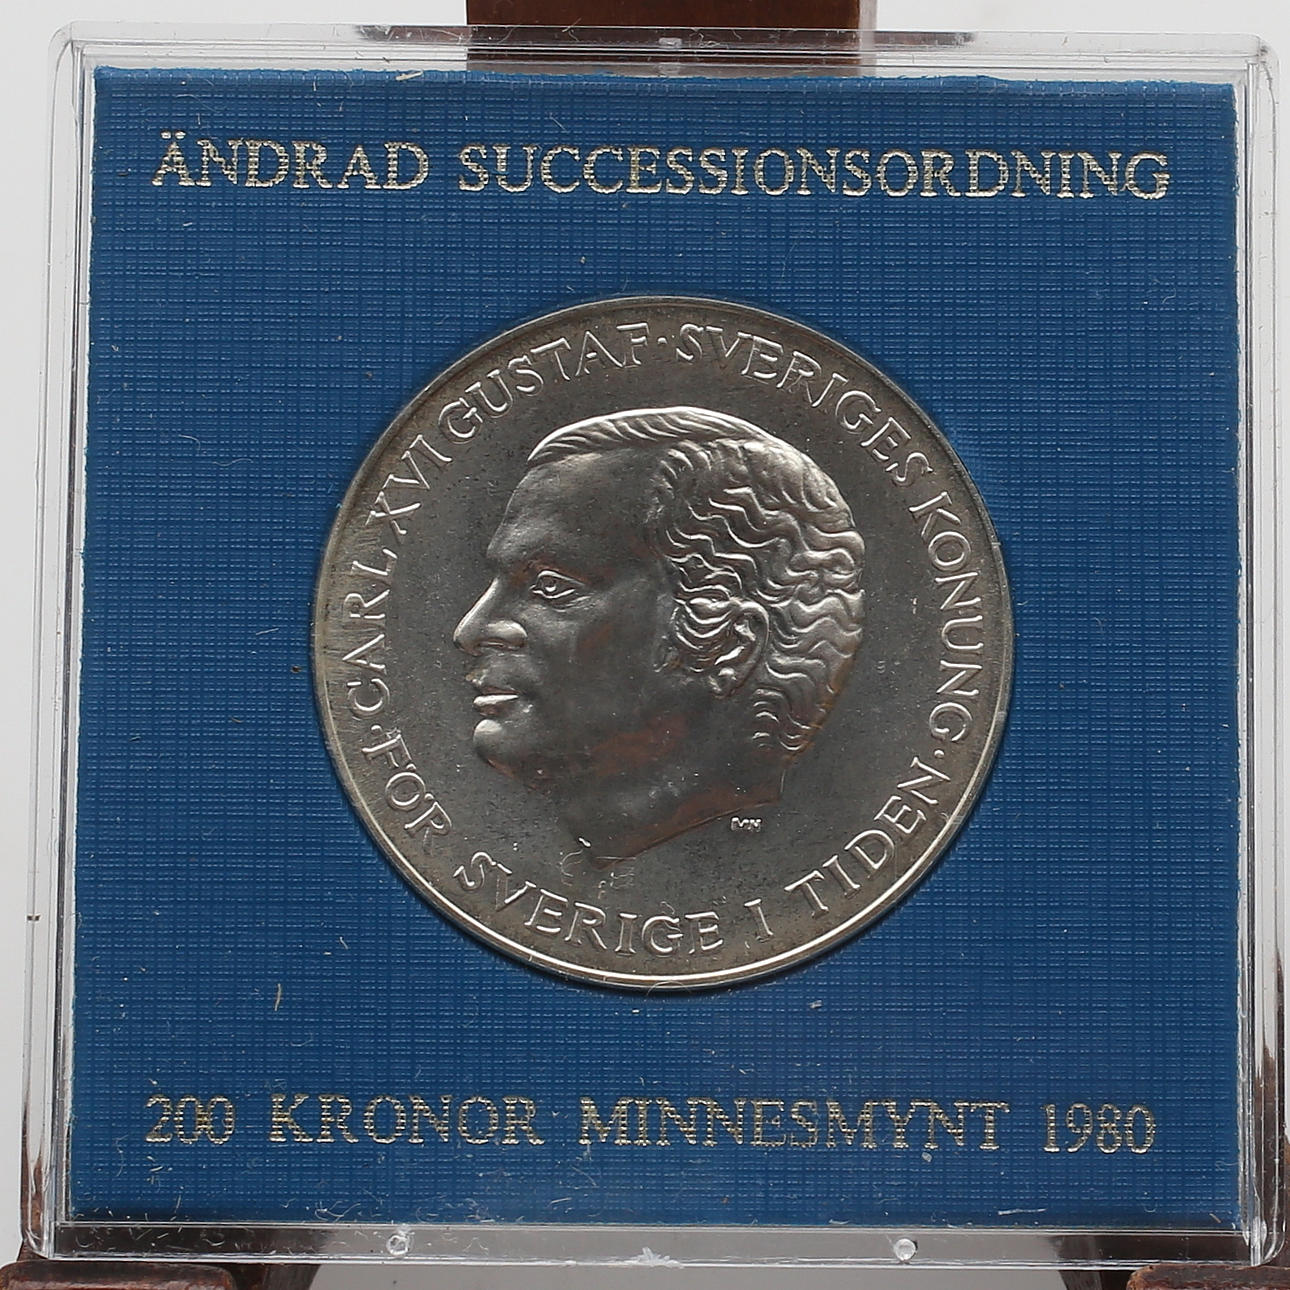 ÄNDRAD SUCCESSIONSORDNING
·CARL XVI GUSTAF·SVERIGES KONUNG·
FÖR SVERIGE I TIDEN
200 KRONOR MINNESMYNT 1980